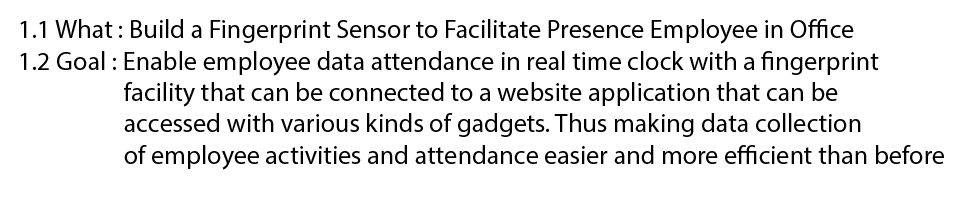 1.1 What : Build a Fingerprint Sensor to Facilitate Presence Employee in Office
1.2 Goal : Enable employee data attendance in real time clock with a fingerprint
facility that can be connected to a website application that can be
accessed with various kinds of gadgets. Thus making data collection
of employee activities and attendance easier and more efficient than before